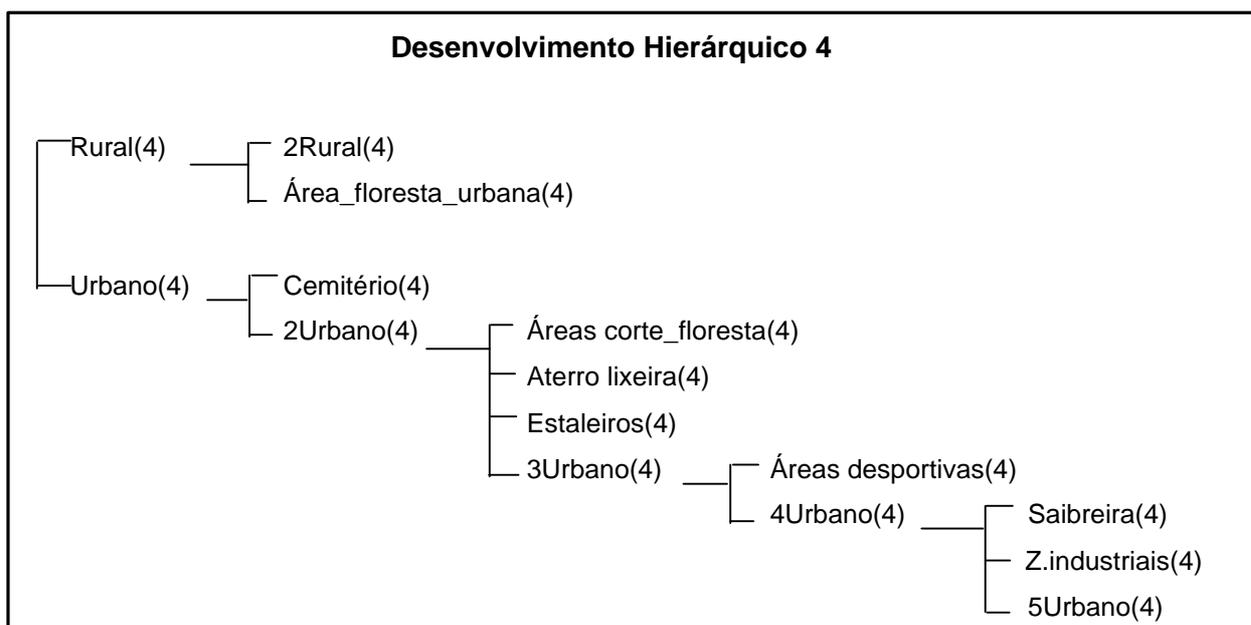 Desenvolvimento Hierárquico 4
Rural(4)
2Rural(4)
Área_floresta_urbana(4)
Urbano(4)
Cemitério(4)
2Urbano(4)
Áreas corte_floresta(4)
Aterro lixeira(4)
Estaleiros(4)
3Urbano(4)
Áreas desportivas(4)
4Urbano(4)
Saibreira(4)
Z.industriais(4)
5Urbano(4)